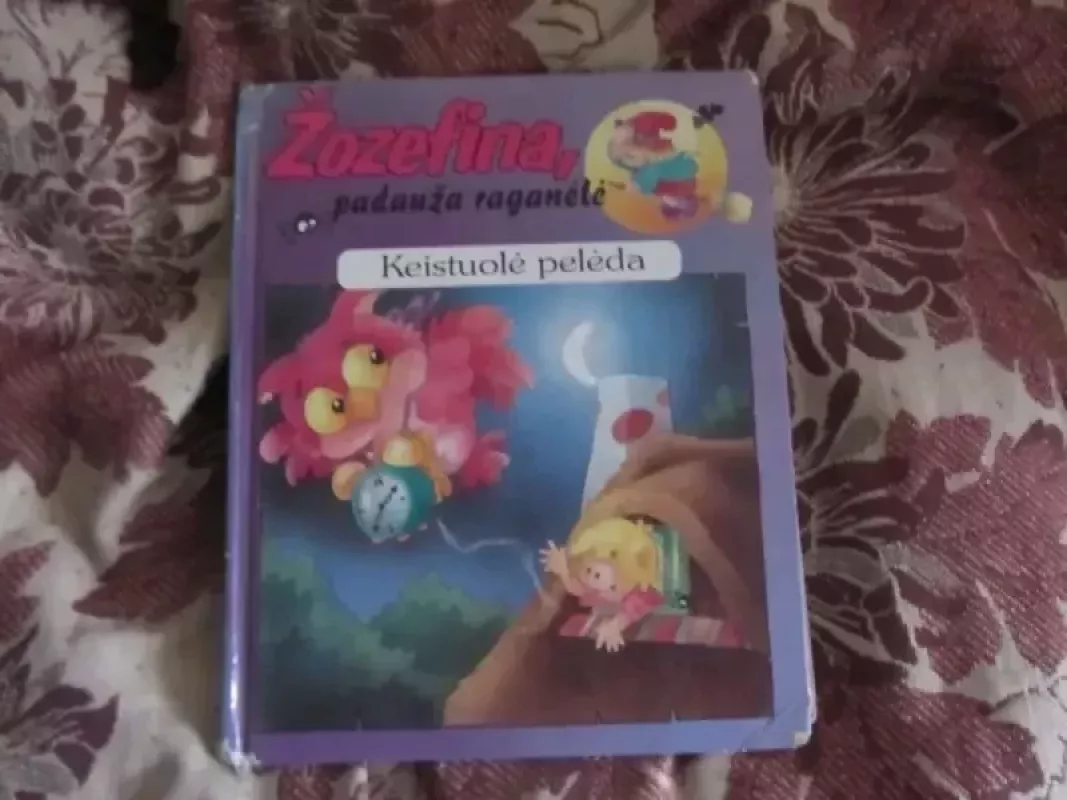 Žozefina,
padauža raganėlė
Keistuolė pelėda